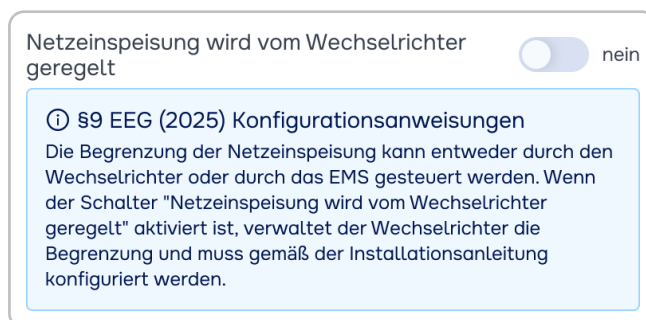 Netzeinspeisung wird vom Wechselrichter
geregelt
nein
§9 EEG (2025) Konfigurationsanweisungen
Die Begrenzung der Netzeinspeisung kann entweder durch den
Wechselrichter oder durch das EMS gesteuert werden. Wenn
der Schalter "Netzeinspeisung wird vom Wechselrichter
geregelt" aktiviert ist, verwaltet der Wechselrichter die
Begrenzung und muss gemäß der Installationsanleitung
konfiguriert werden.